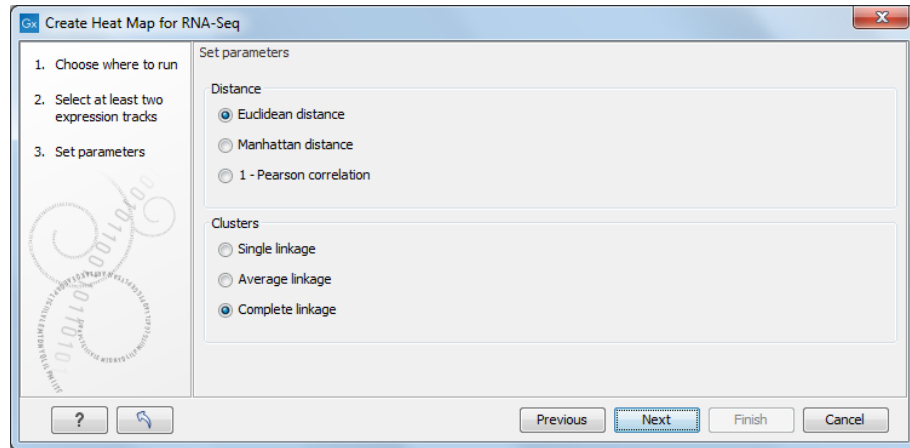 Gx Create Heat Map for RNA-Seq
x
1. Choose where to run
2. Select at least two
expression tracks
3. Set parameters
Set parameters
Distance
Euclidean distance
Manhattan distance
1 - Pearson correlation
Clusters
Single linkage
Average linkage
Complete linkage
?
Previous
Next
Finish
Cancel